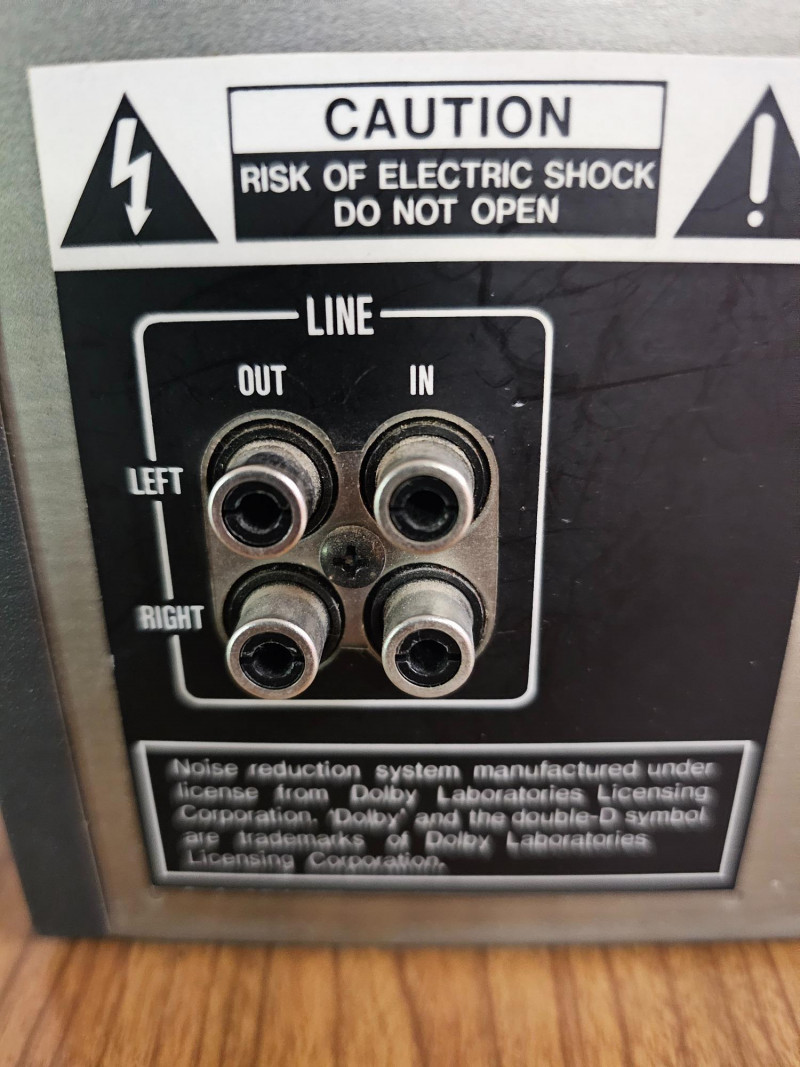 CAUTION
RISK OF ELECTRIC SHOCK
DO NOT OPEN
LINE
OUT IN
LEFT
RIGHT
Noise reduction system manufactured under
license from Dolby Laboratories Licensing
Corporation. 'Dolby' and the double-D symbol
are trademarks of Dolby Laboratories
Licensing Corporation.